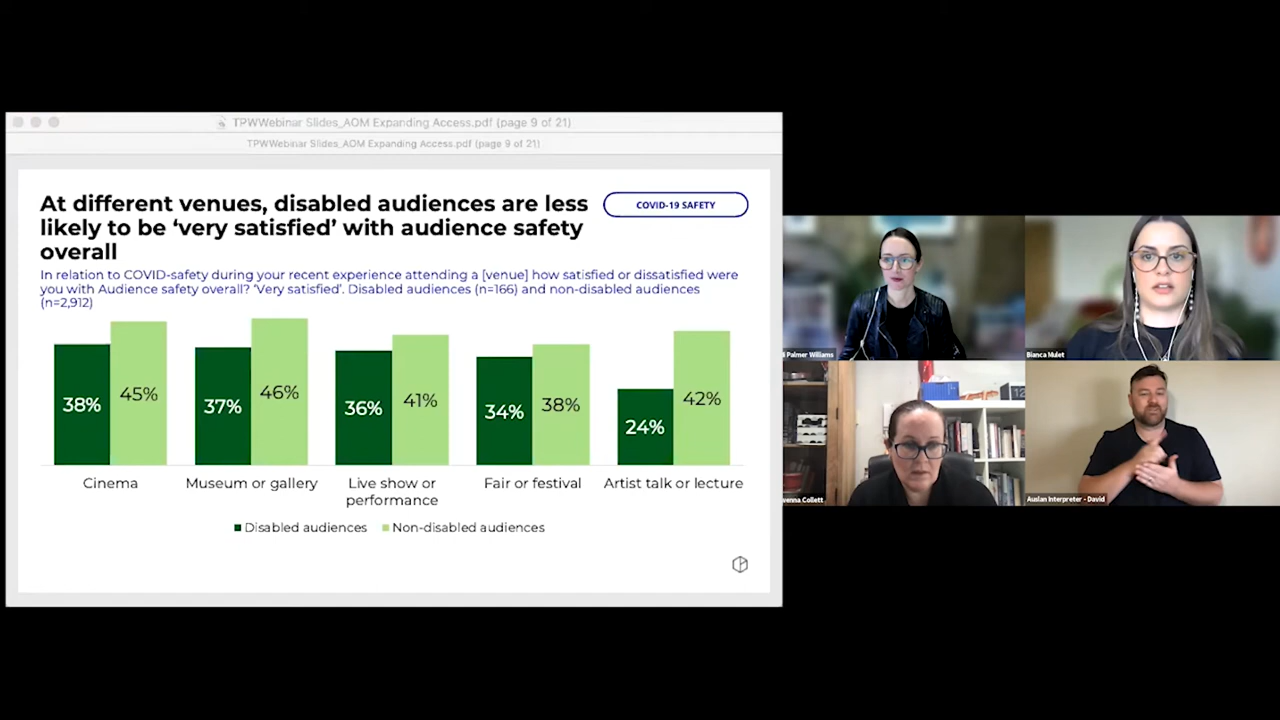 TPWWebinar Slides_AOM Expanding Access.pdf (page 9 of 21)
TPWWebinar Slides_AOM Expanding Access.pdf (page 9 of 21)
At different venues, disabled audiences are less
likely to be ‘very satisfied’ with audience safety
overall
COVID-19 SAFETY
In relation to COVID-safety during your recent experience attending a [venue] how satisfied or dissatisfied were
you with Audience safety overall? ‘Very satisfied’. Disabled audiences (n=166) and non-disabled audiences
(n=2,912)
38% 45% 37% 46% 36% 41% 34% 38% 24% 42%
Cinema Museum or gallery Live show or Fair or festival Artist talk or lecture
performance
Disabled audiences Non-disabled audiences
Palmer Williams
Bianca Mulet
Collett
Auslan Interpreter - David